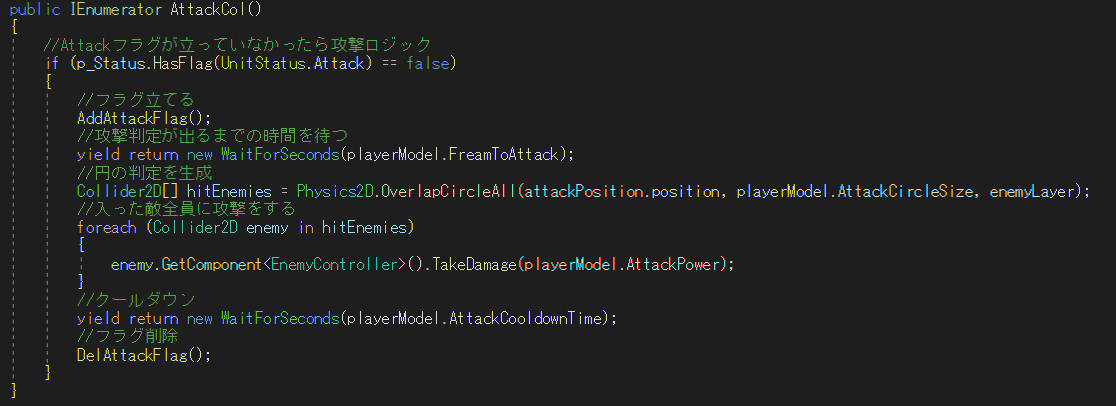 public IEnumerator AttackCol()
{
//Attackフラグが立っていなかったら攻撃ロジック
if (p_Status.HasFlag(UnitStatus.Attack) == false)
{
//フラグ立てる
AddAttackFlag();
//攻撃判定が出るまでの時間を待つ
yield return new WaitForSeconds(playerModel.FreamToAttack);
//円の判定を生成
Collider2D[] hitEnemies = Physics2D.OverlapCircleAll(attackPosition.position, playerModel.AttackCircleSize, enemyLayer);
//入った敵全員に攻撃をする
foreach (Collider2D enemy in hitEnemies)
{
enemy.GetComponent<EnemyController>().TakeDamage(playerModel.AttackPower);
}
//クールダウン
yield return new WaitForSeconds(playerModel.AttackCooldownTime);
//フラグ削除
DelAttackFlag();
}
}